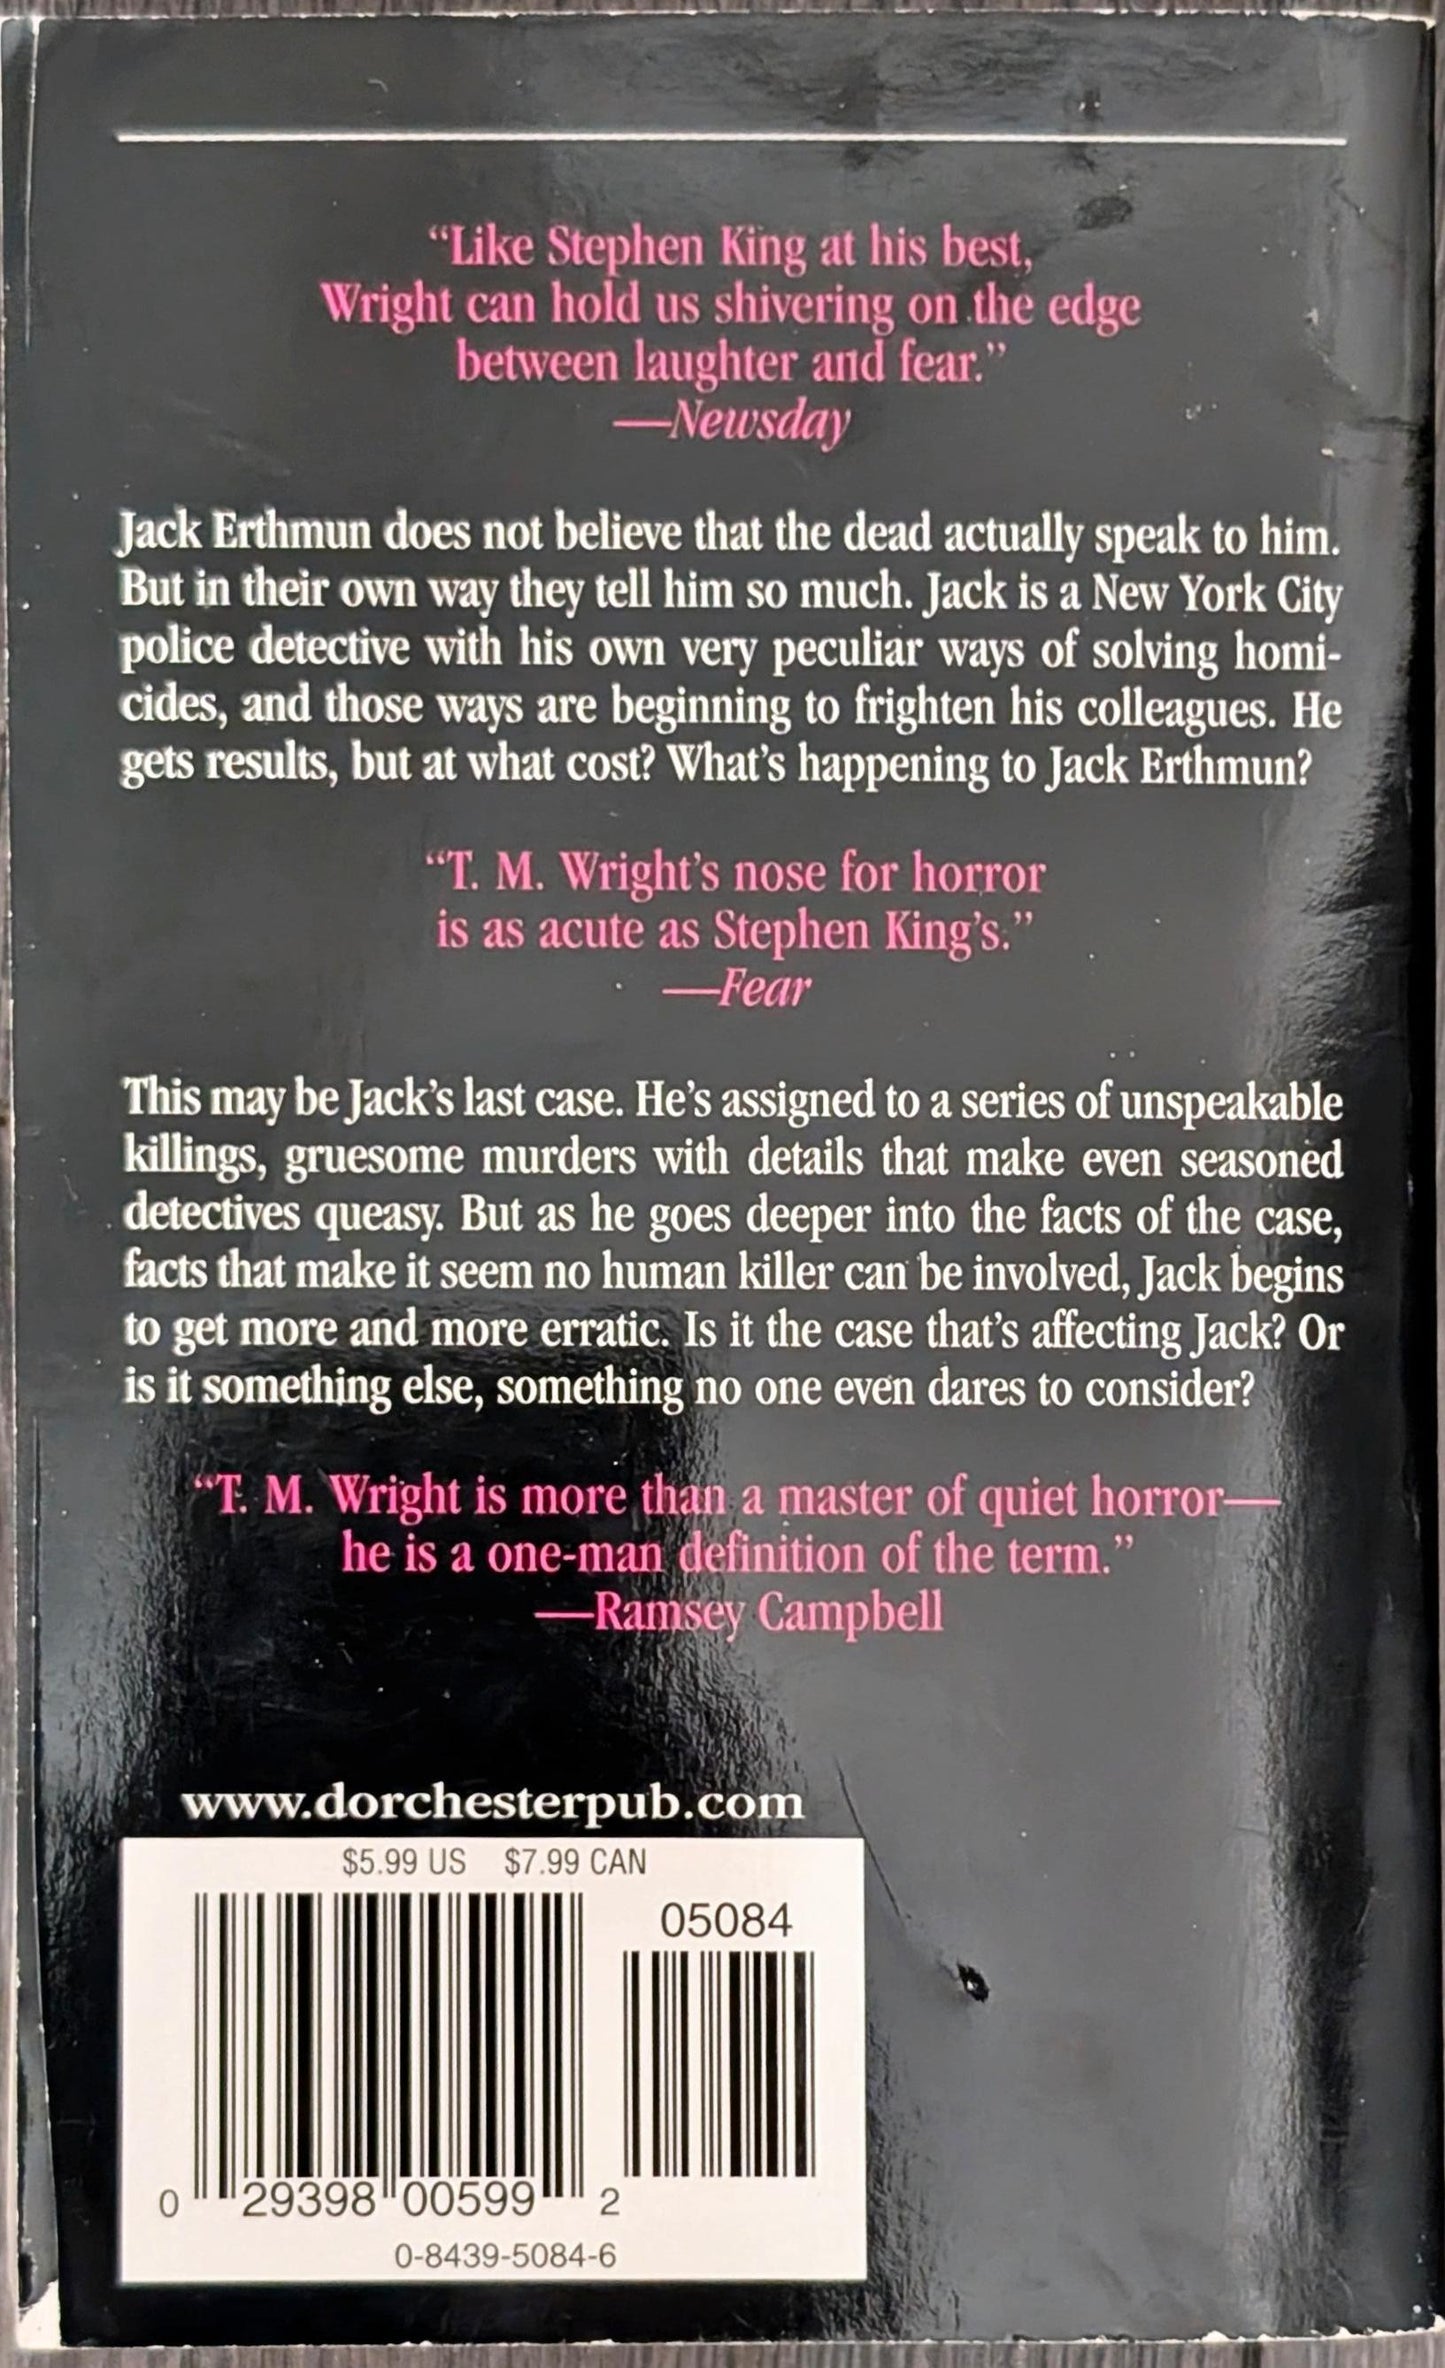 “Like Stephen King at his best,
Wright can hold us shivering on the edge
between laughter and fear.”
—Newsday
Jack Erthmun does not believe that the dead actually speak to him.
But in their own way they tell him so much. Jack is a New York City
police detective with his own very peculiar ways of solving homi-
cides, and those ways are beginning to frighten his colleagues. He
gets results, but at what cost? What’s happening to Jack Erthmun?
“T. M. Wright’s nose for horror
is as acute as Stephen King’s.”
—Fear
This may be Jack’s last case. He’s assigned to a series of unspeakable
killings, gruesome murders with details that make even seasoned
detectives queasy. But as he goes deeper into the facts of the case,
facts that make it seem no human killer can be involved, Jack begins
to get more and more erratic. Is it the case that’s affecting Jack? Or
is it something else, something no one even dares to consider?
“T. M. Wright is more than a master of quiet horror—
he is a one-man definition of the term.”
—Ramsey Campbell
www.dorchesterpub.com
$5.99 US $7.99 CAN
05084
0 29398 00599 2
0-8439-5084-6